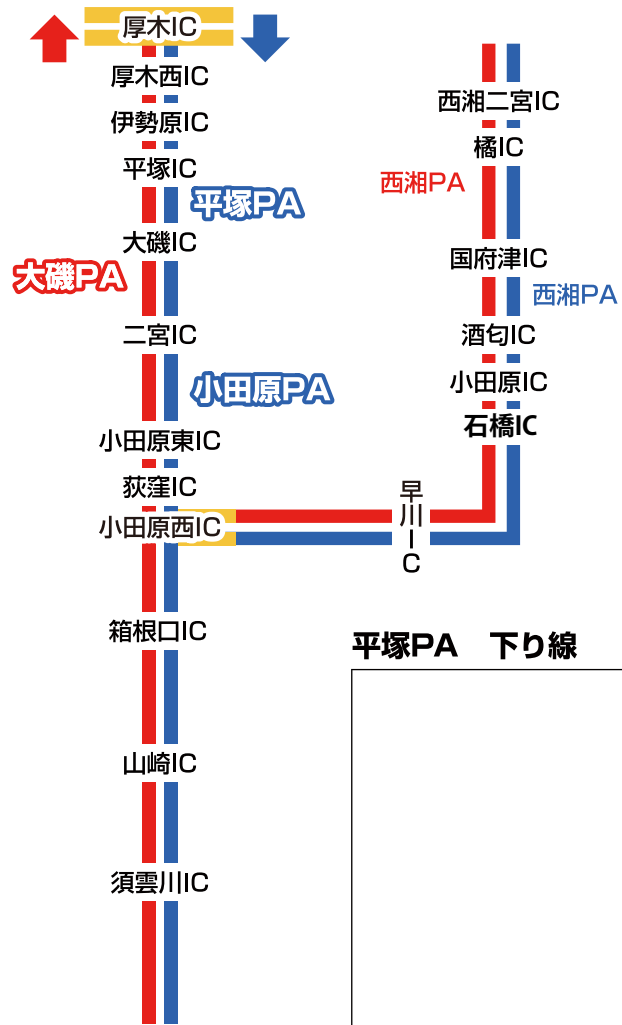 厚木IC
厚木西IC
伊勢原IC
平塚IC
平塚PA
大磯IC
大磯PA
二宮IC
小田原PA
小田原東IC
荻窪IC
小田原西IC
箱根口IC
山崎IC
須雲川IC
西湘二宮IC
橘IC
西湘PA
国府津IC
西湘PA
酒匂IC
小田原IC
石橋IC
早川IC
平塚PA 下り線